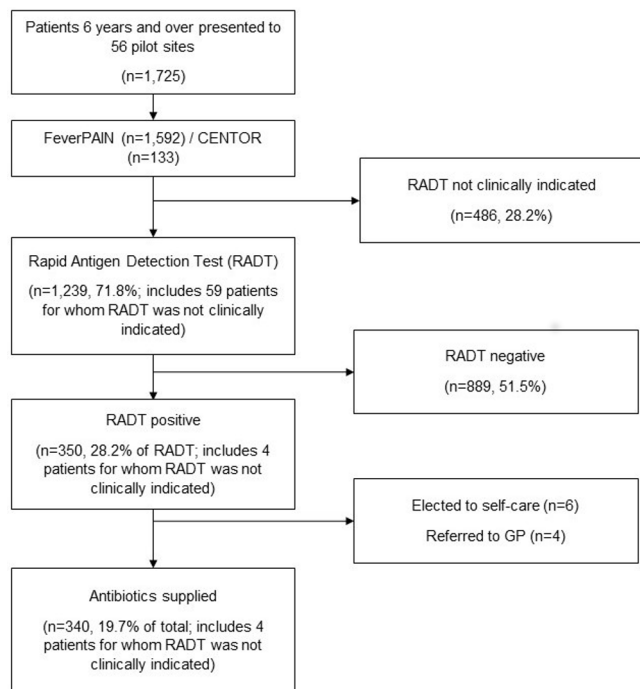 Patients 6 years and over presented to
56 pilot sites
(n=1,725)
FeverPAIN (n=1,592) / CENTOR
(n=133)
RADT not clinically indicated
(n=486, 28.2%)
Rapid Antigen Detection Test (RADT)
(n=1,239, 71.8%; includes 59 patients
for whom RADT was not clinically
indicated)
RADT negative
(n=889, 51.5%)
RADT positive
(n=350, 28.2% of RADT; includes 4
patients for whom RADT was not
clinically indicated)
Elected to self-care (n=6)
Referred to GP (n=4)
Antibiotics supplied
(n=340, 19.7% of total; includes 4
patients for whom RADT was not
clinically indicated)